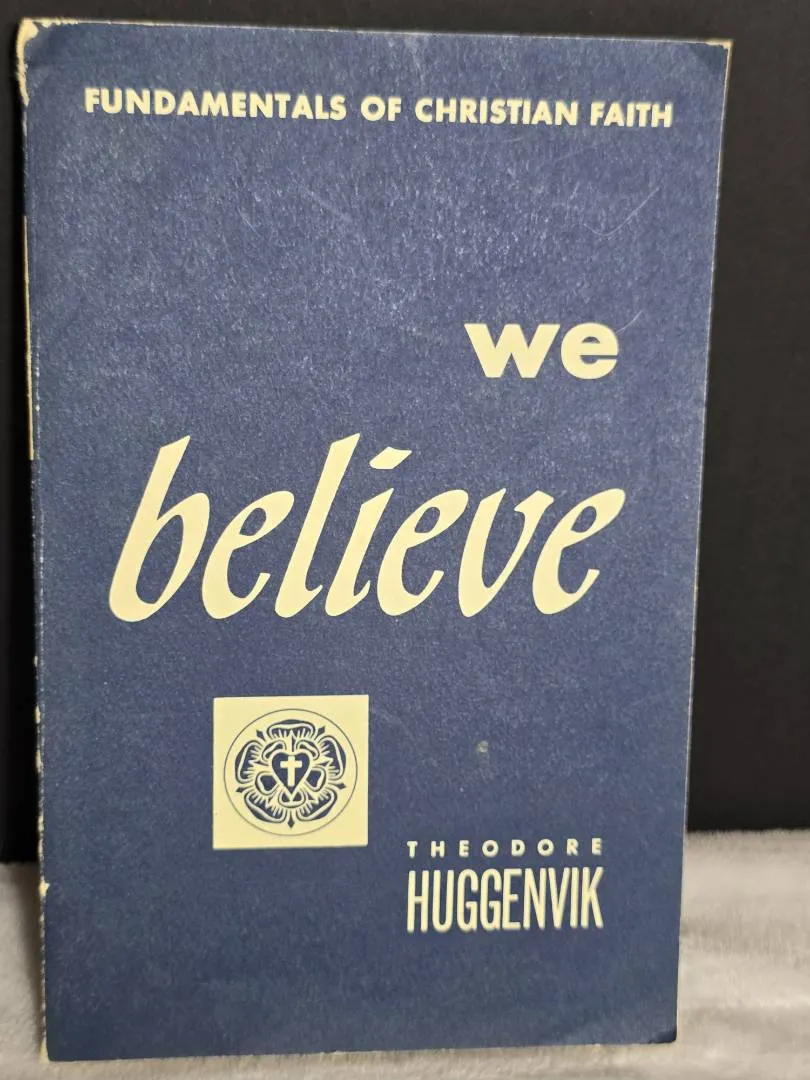 FUNDAMENTALS OF CHRISTIAN FAITH
we
believe
THEODORE
HUGGENVIK